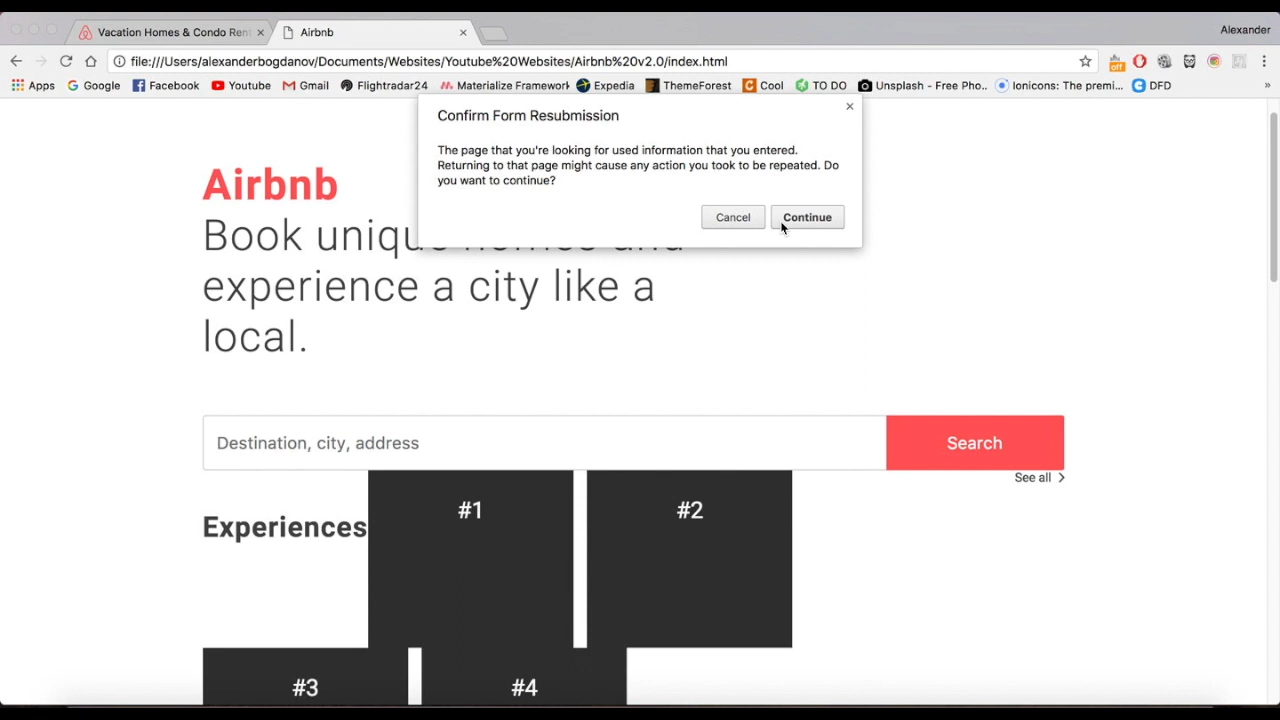 Vacation Homes & Condo Ren
Airbnb
Alexander
file:///Users/alexanderbogdanov/Documents/Websites/Youtube%20Websites/Airbnb%20v2.0/index.html
Apps Google Facebook Youtube Gmail Flightradar24 Materialize Framework Expedia ThemeForest Cool TO DO Unsplash - Free Pho.. Ionicons: The premi... DFD »
Confirm Form Resubmission
The page that you're looking for used information that you entered.
Returning to that page might cause any action you took to be repeated. Do
you want to continue?
Cancel Continue
Airbnb
Book unique homes and
experience a city like a
local.
Destination, city, address
Search
See all
Experiences
#1
#2
#3
#4